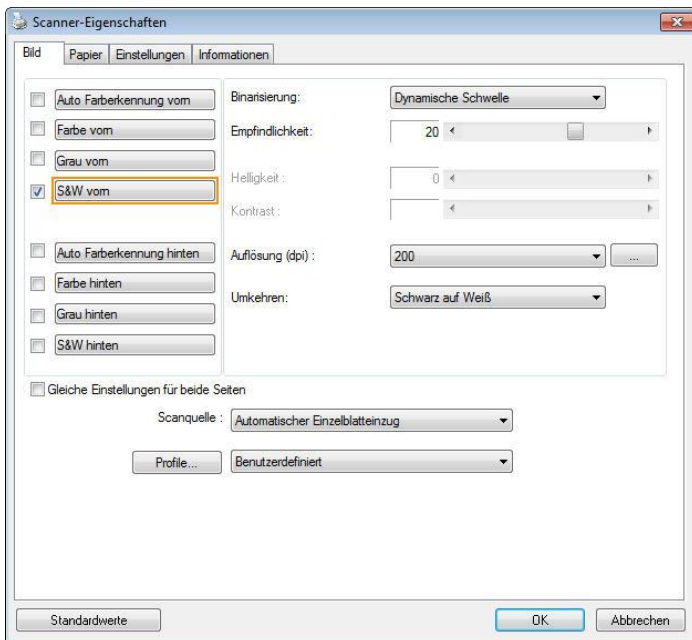 Scanner-Eigenschaften
Bild Papier Einstellungen Informationen
Auto Farberkennung vorn
Farbe vorn
Grau vorn
S&W vorn
Auto Farberkennung hinten
Farbe hinten
Grau hinten
S&W hinten
Binarisierung: Dynamische Schwelle
Empfindlichkeit: 20
Helligkeit : 0
Kontrast :
Auflösung (dpi) : 200 ...
Umkehren: Schwarz auf Weiß
Gleiche Einstellungen für beide Seiten
Scanquelle : Automatischer Einzelblatteinzug
Profile... Benutzerdefiniert
Standardwerte OK Abbrechen